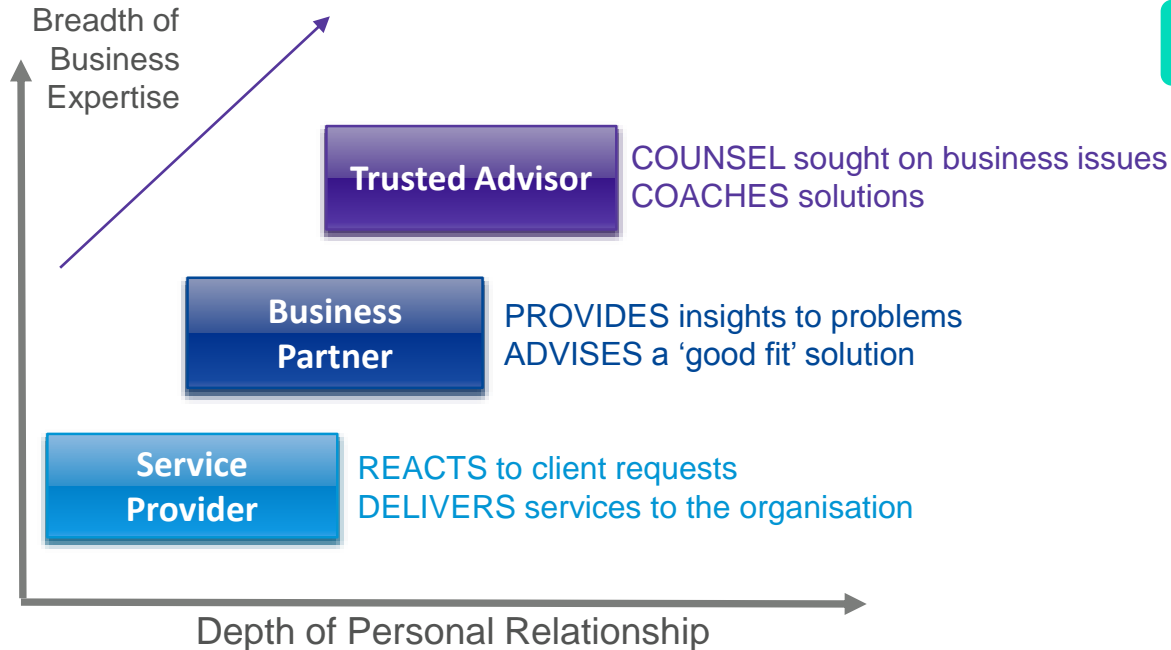 Breadth of
Business
Expertise
Trusted Advisor
COUNSEL sought on business issues
COACHES solutions
Business
Partner
PROVIDES insights to problems
ADVISES a ‘good fit’ solution
Service
Provider
REACTS to client requests
DELIVERS services to the organisation
Depth of Personal Relationship